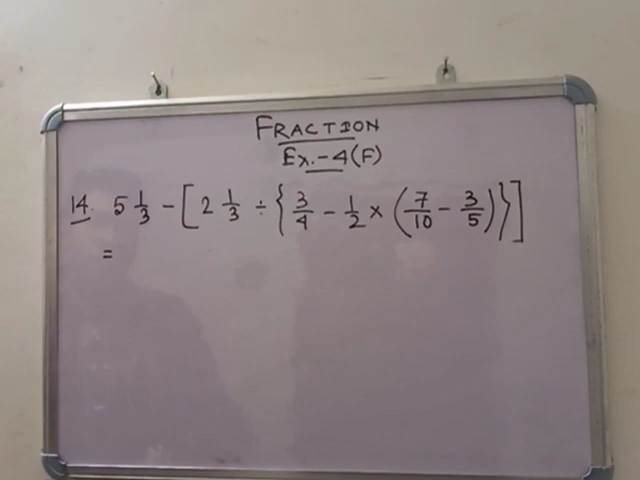 FRACTION
Ex.-4(F)
14. 5 1/3 - [2 1/3 ÷ {3/4 - 1/2 × (7/10 - 3/5)}]
=